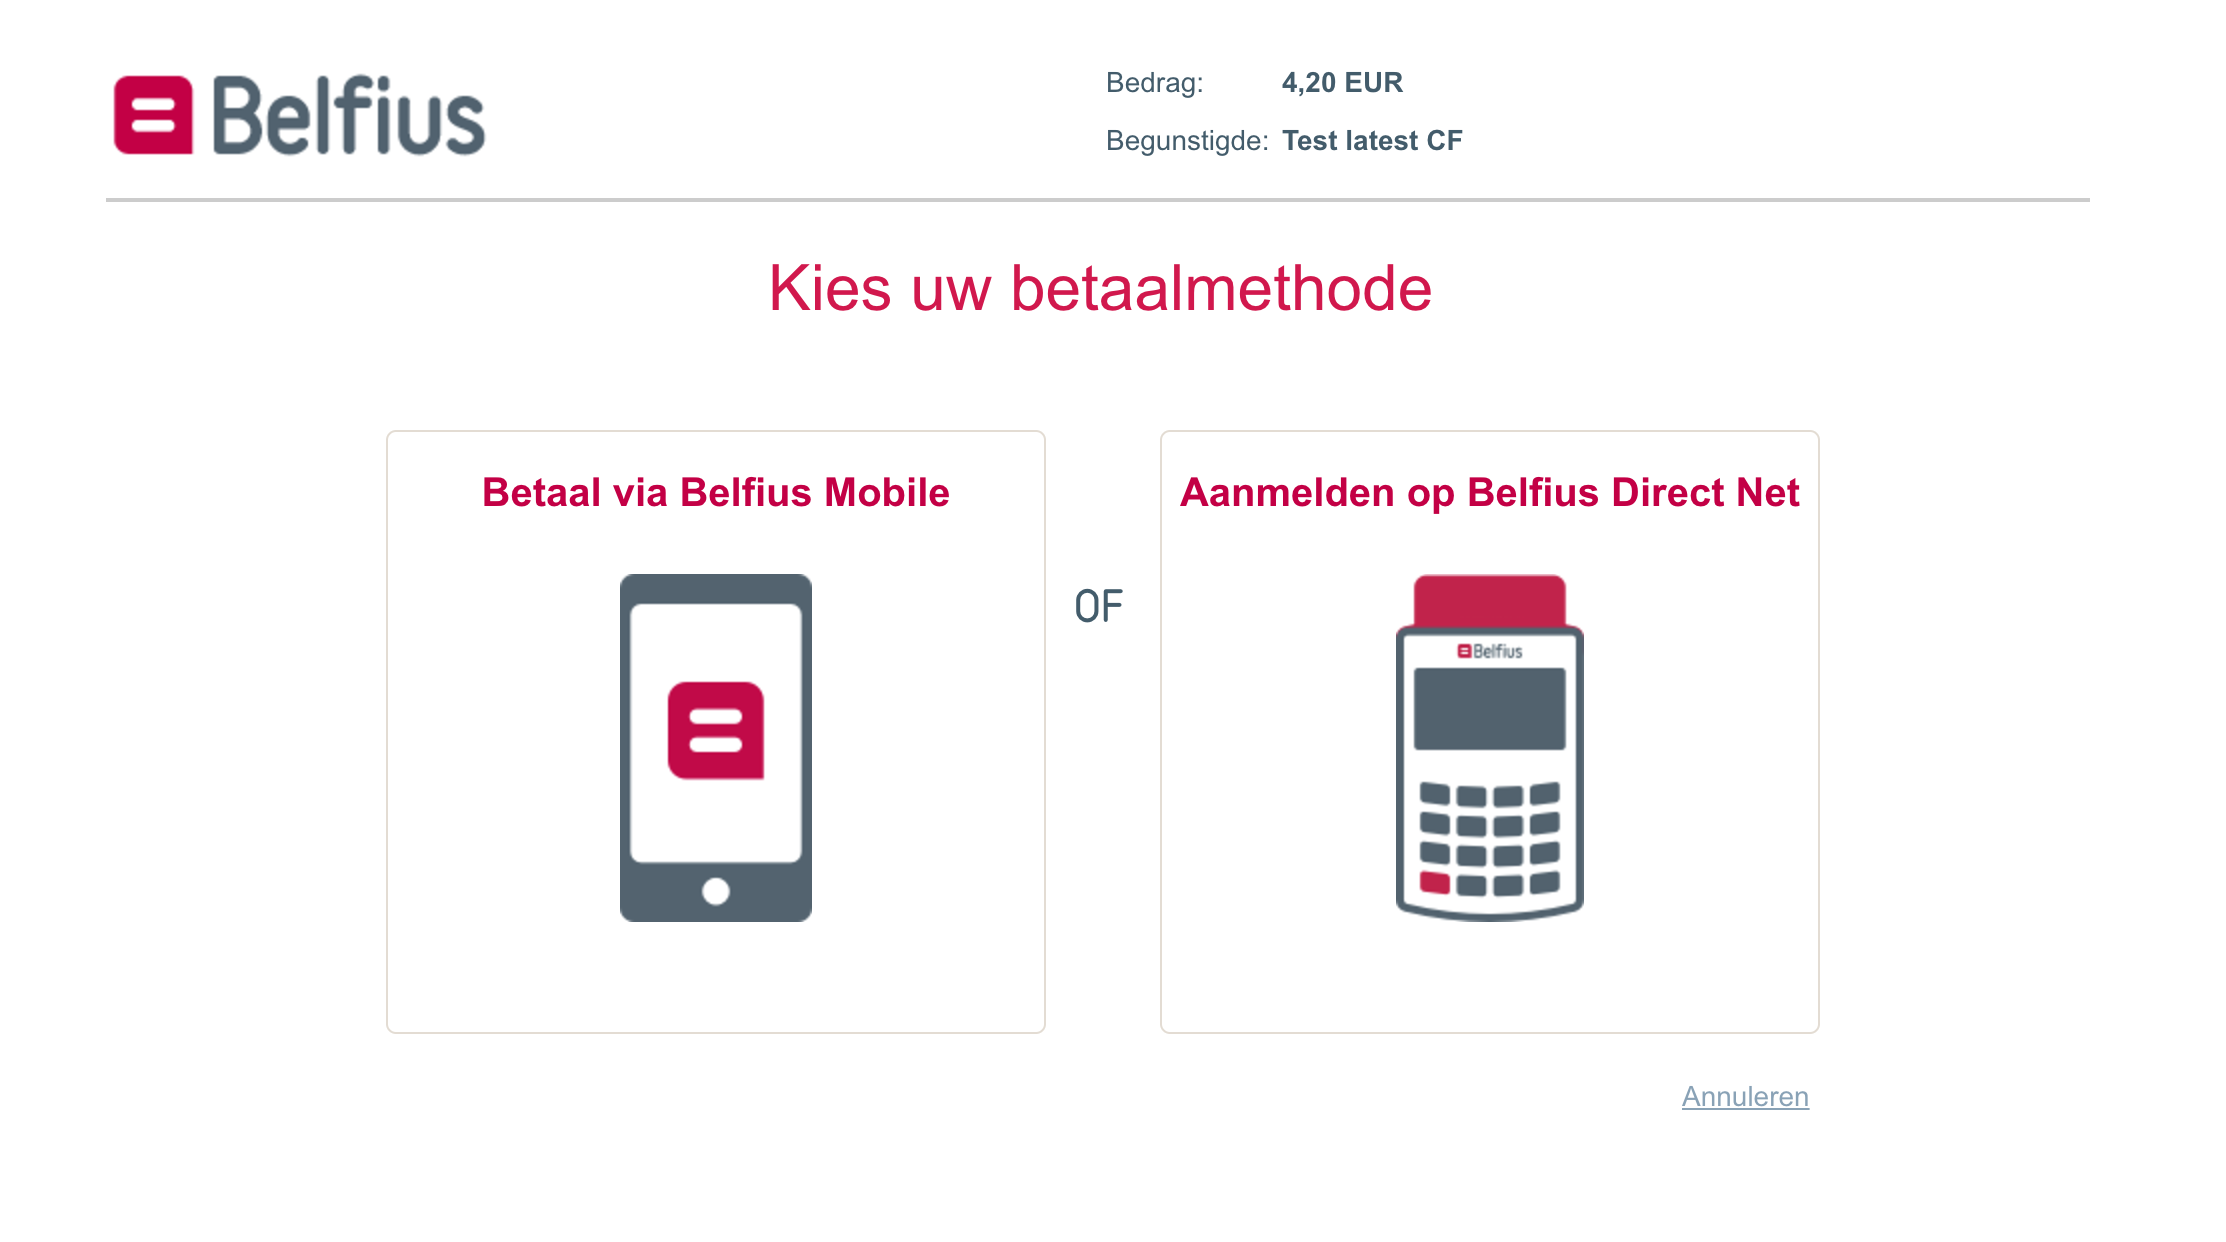 Belfius
Bedrag: 4,20 EUR
Begunstigde: Test latest CF
Kies uw betaalmethode
Betaal via Belfius Mobile
OF
Aanmelden op Belfius Direct Net
Belfius
Annuleren